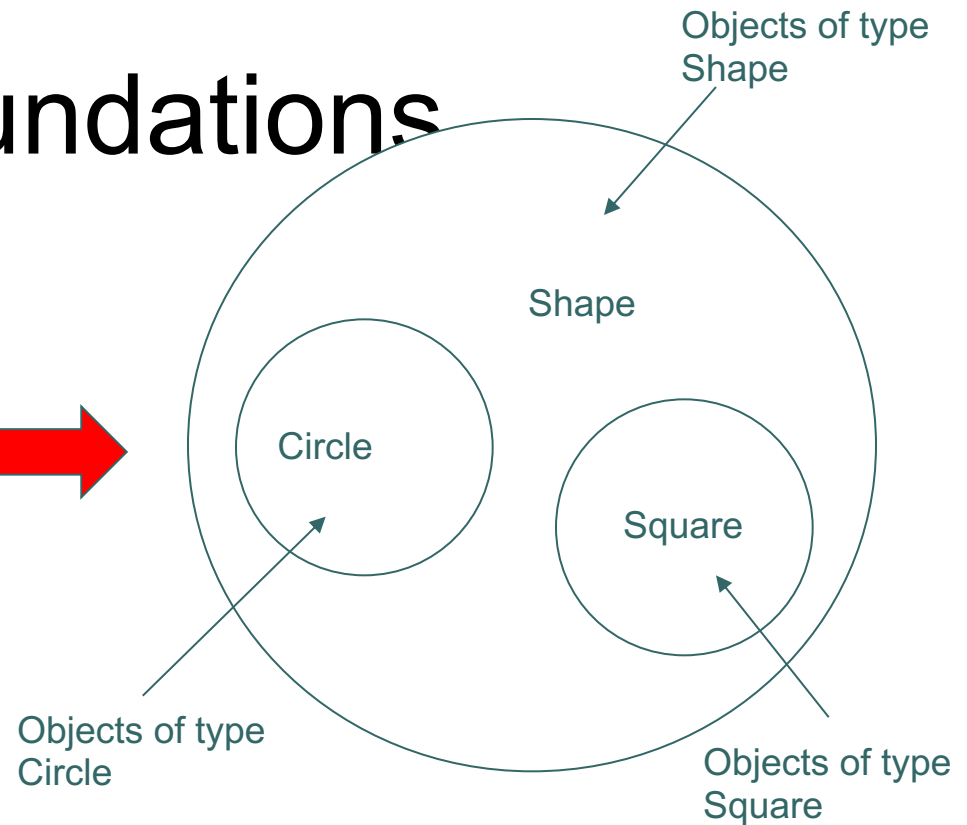 Objects of type
Shape
undations
Shape
Circle
Square
Objects of type
Circle
Objects of type
Square